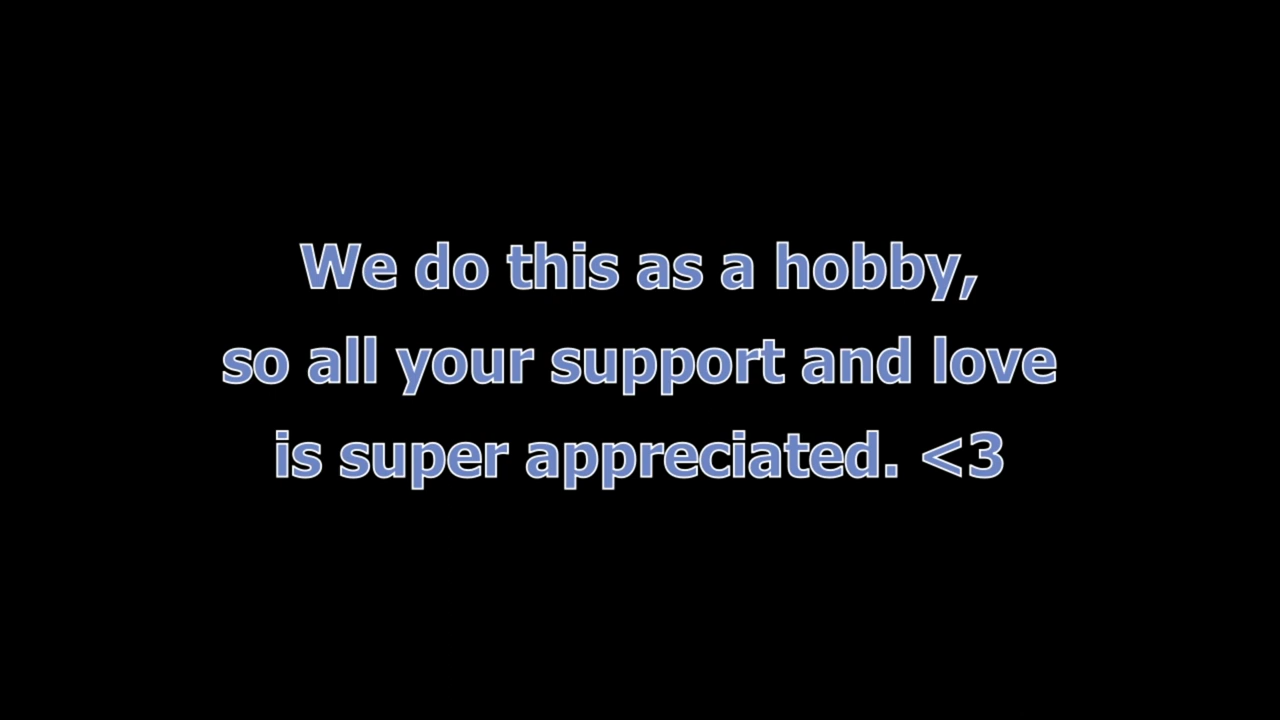 We do this as a hobby,
so all your support and love
is super appreciated. <3